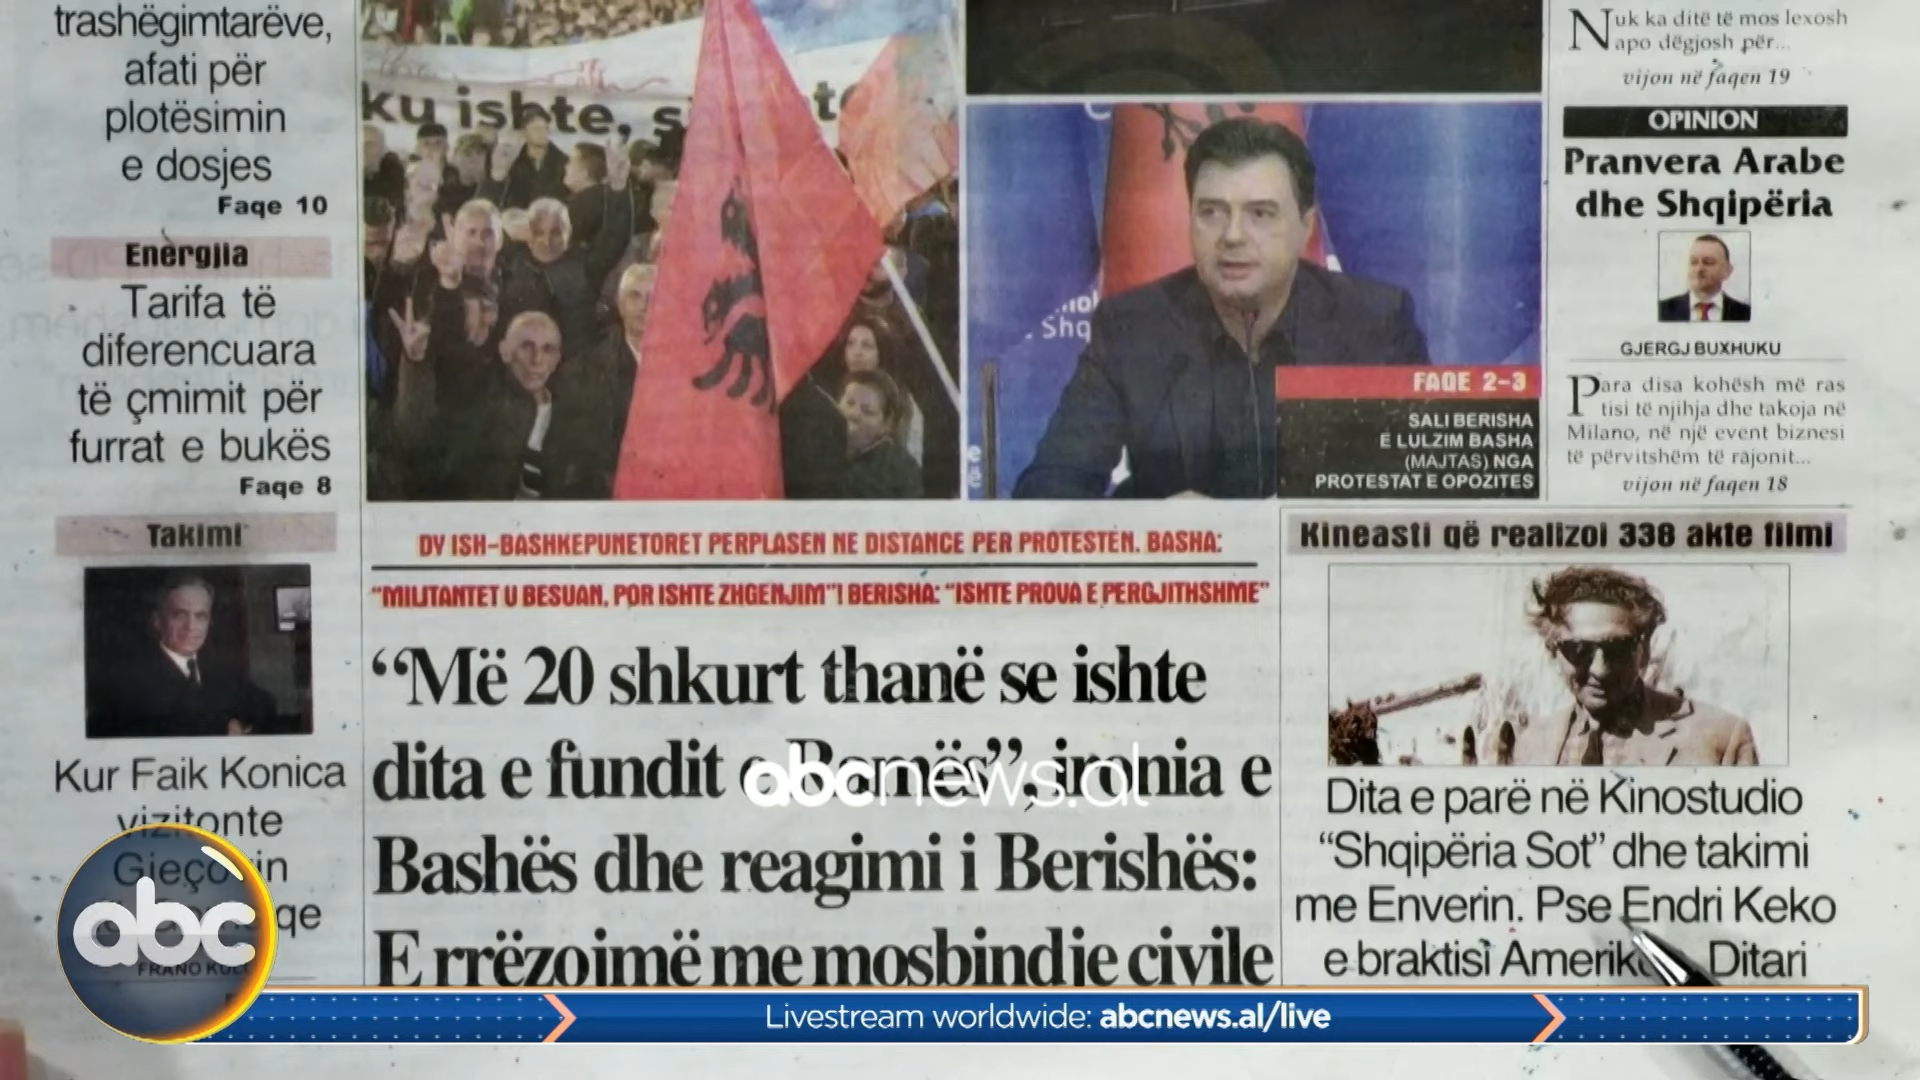 trashëgimtarëve,
afati për
plotësimin
e dosjes
Faqe 10
Energjia
Tarifa të
diferencuara
të çmimit për
furrat e bukës
Faqe 8
Takimi
Kur Faik Konica
vizitonte
qe
FRANO
ku ishte,
Shq
FAQE 2-3
SALI BERISHA
E LULZIM BASHA
(MAJTAS) NGA
PROTESTAT E OPOZITES
DY ISH-BASHKEPUNETORET PERPLASEN NE DISTANCE PER PROTESTEN. BASHA:
"MILITANTET U BESUAN, POR ISHTE ZHGENJIM"I BERISHA: "ISHTE PROVA E PERGJITHSHME"
“Më 20 shkurt thanë se ishte
dita e fundit e Ramës”, ironia e
Bashës dhe reagimi i Berishës:
E rrëzojmë me mosbindje civile
abcnews.al
Nuk ka ditë të mos lexosh
apo dëgjosh për...
vijon në faqen 19
OPINION
Pranvera Arabe
dhe Shqipëria
GJERGJ BUXHUKU
Para disa kohësh më ras
tisi të njihja dhe takoja në
Milano, në një event biznesi
të përvitshëm të rajonit...
vijon në faqen 18
Kineasti që realizoi 338 akte filmi
Dita e parë në Kinostudio
“Shqipëria Sot” dhe takimi
me Enverin. Pse Endri Keko
e braktisi Ditari
abc
Livestream worldwide: abcnews.al/live